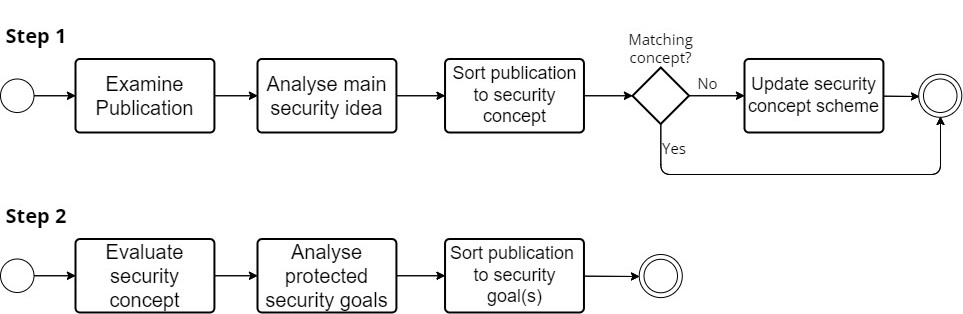 Step 1
Examine
Publication
Analyse main
security idea
Sort publication
to security
concept
Matching
concept?
No
Yes
Update security
concept scheme
Step 2
Evaluate
security
concept
Analyse
protected
security goals
Sort publication
to security
goal(s)